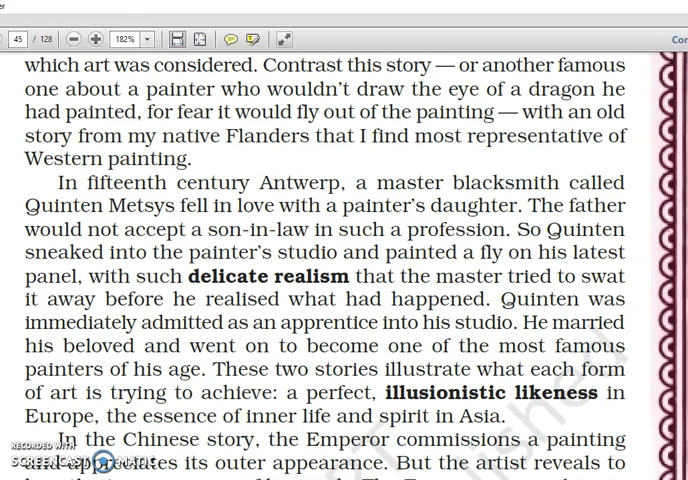 er
45 / 128 182% Cor
which art was considered. Contrast this story — or another famous
one about a painter who wouldn't draw the eye of a dragon he
had painted, for fear it would fly out of the painting — with an old
story from my native Flanders that I find most representative of
Western painting.
In fifteenth century Antwerp, a master blacksmith called
Quinten Metsys fell in love with a painter's daughter. The father
would not accept a son-in-law in such a profession. So Quinten
sneaked into the painter's studio and painted a fly on his latest
panel, with such delicate realism that the master tried to swat
it away before he realised what had happened. Quinten was
immediately admitted as an apprentice into his studio. He married
his beloved and went on to become one of the most famous
painters of his age. These two stories illustrate what each form
of art is trying to achieve: a perfect, illusionistic likeness in
Europe, the essence of inner life and spirit in Asia.
In the Chinese story, the Emperor commissions a painting
and appreciates its outer appearance. But the artist reveals to
RECORDED WITH
SCREENCAST MATIC